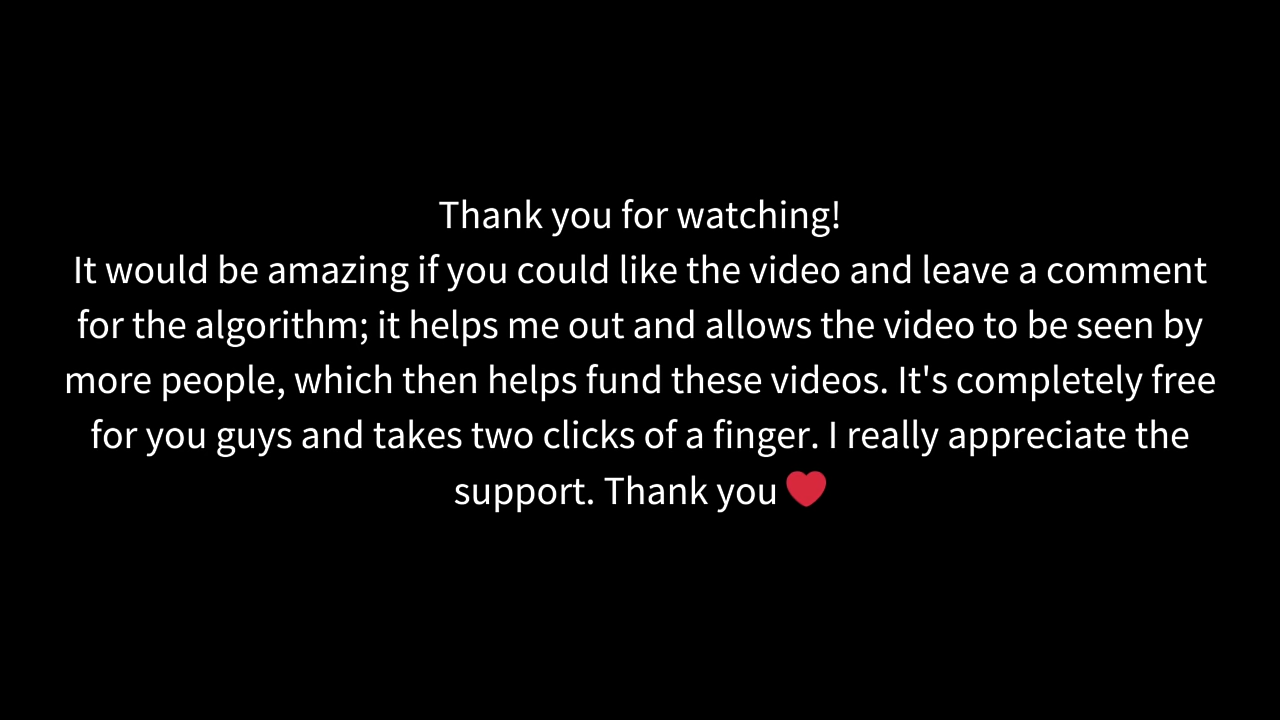 Thank you for watching!
It would be amazing if you could like the video and leave a comment
for the algorithm; it helps me out and allows the video to be seen by
more people, which then helps fund these videos. It's completely free
for you guys and takes two clicks of a finger. I really appreciate the
support. Thank you ❤️